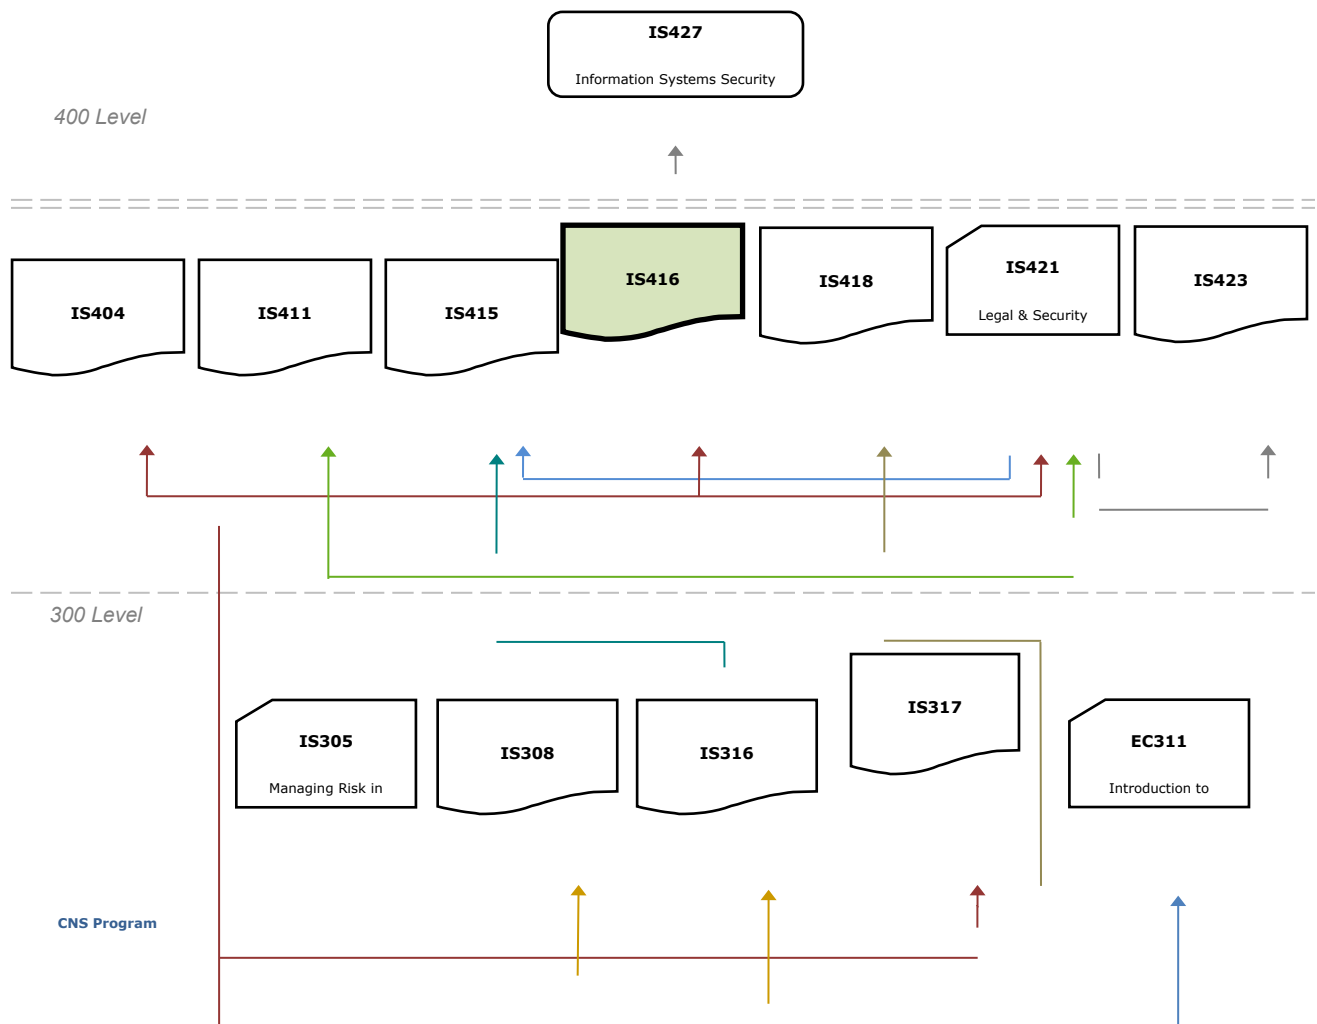 IS427
Information Systems Security
400 Level
IS404
IS411
IS415
IS416
IS418
IS421
Legal & Security
IS423
300 Level
IS305
Managing Risk in
IS308
IS316
IS317
EC311
Introduction to
CNS Program